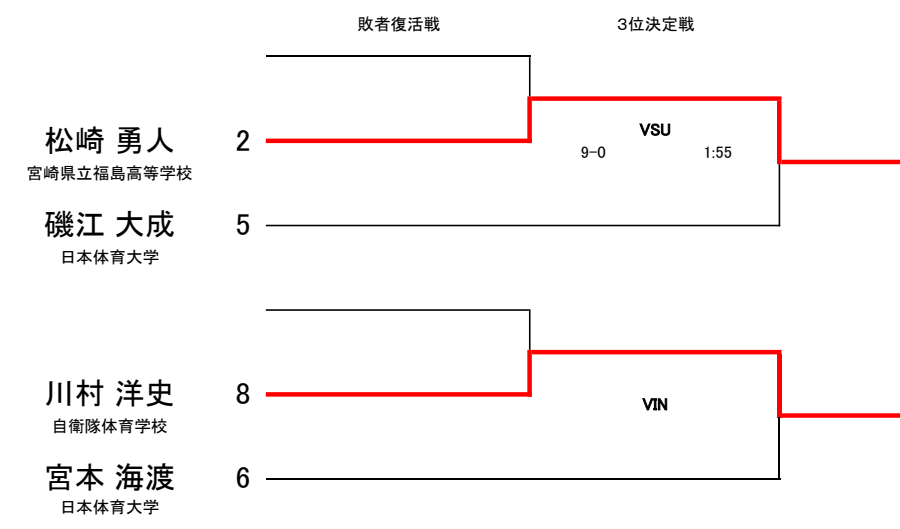 敗者復活戦 3位決定戦
松崎 勇人 2
宮崎県立福島高等学校
VSU
9-0 1:55
磯江 大成 5
日本体育大学
川村 洋史 8
自衛隊体育学校
VIN
宮本 海渡 6
日本体育大学